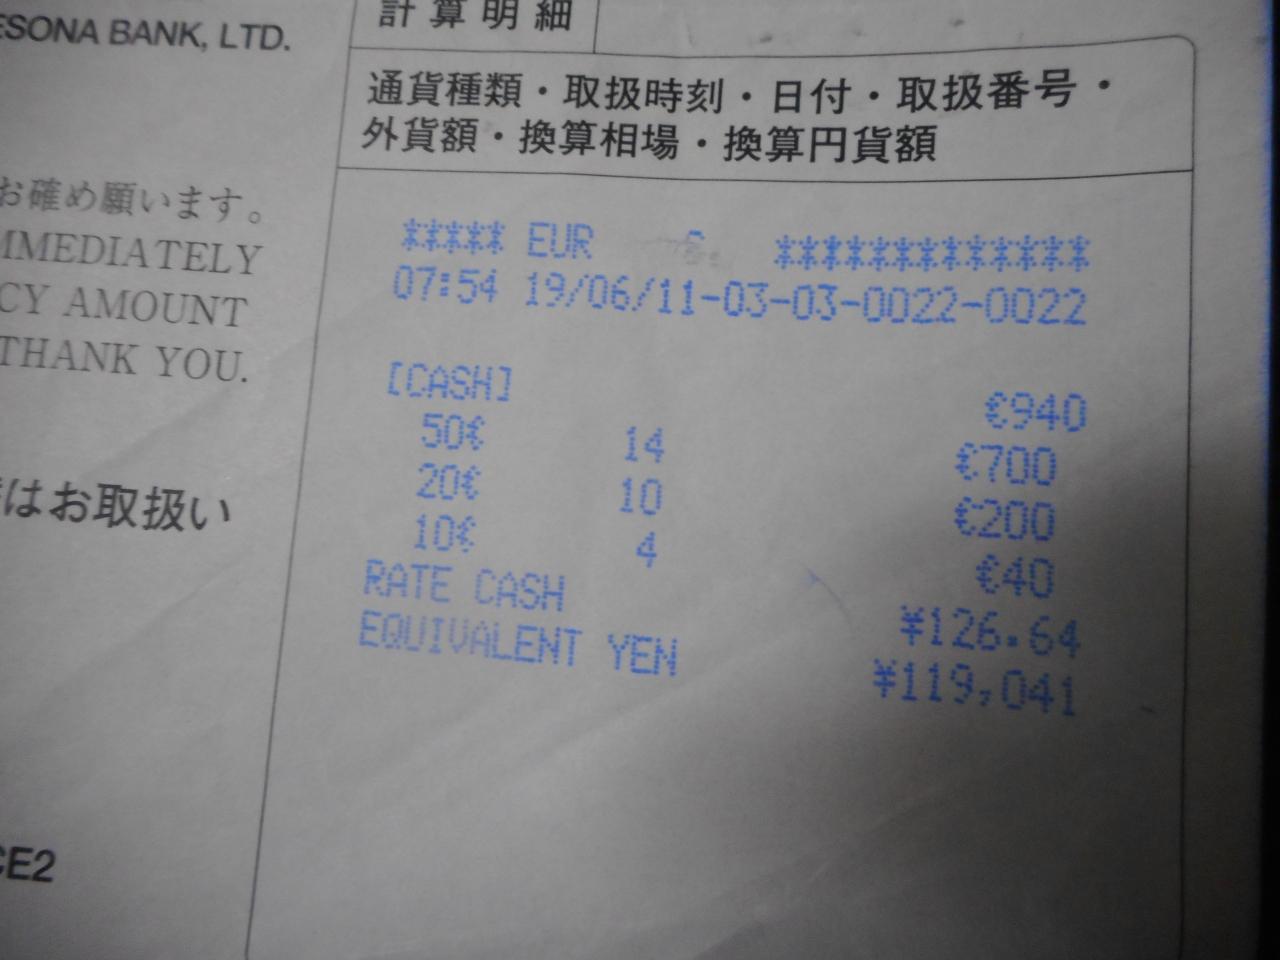 ESONA BANK, LTD.
お確め願います。
MMEDIATELY
CY AMOUNT
THANK YOU.
はお取扱い
CE2
計算明細
通貨種類・取扱時刻・日付・取扱番号・
外貨額・換算相場・換算円貨額
***** EUR *************
07:54 19/06/11-03-03-0022-0022
[CASH] €940
50€ 14 €700
20€ 10 €200
10€ 4 €40
RATE CASH ¥126.64
EQUIVALENT YEN ¥119,041